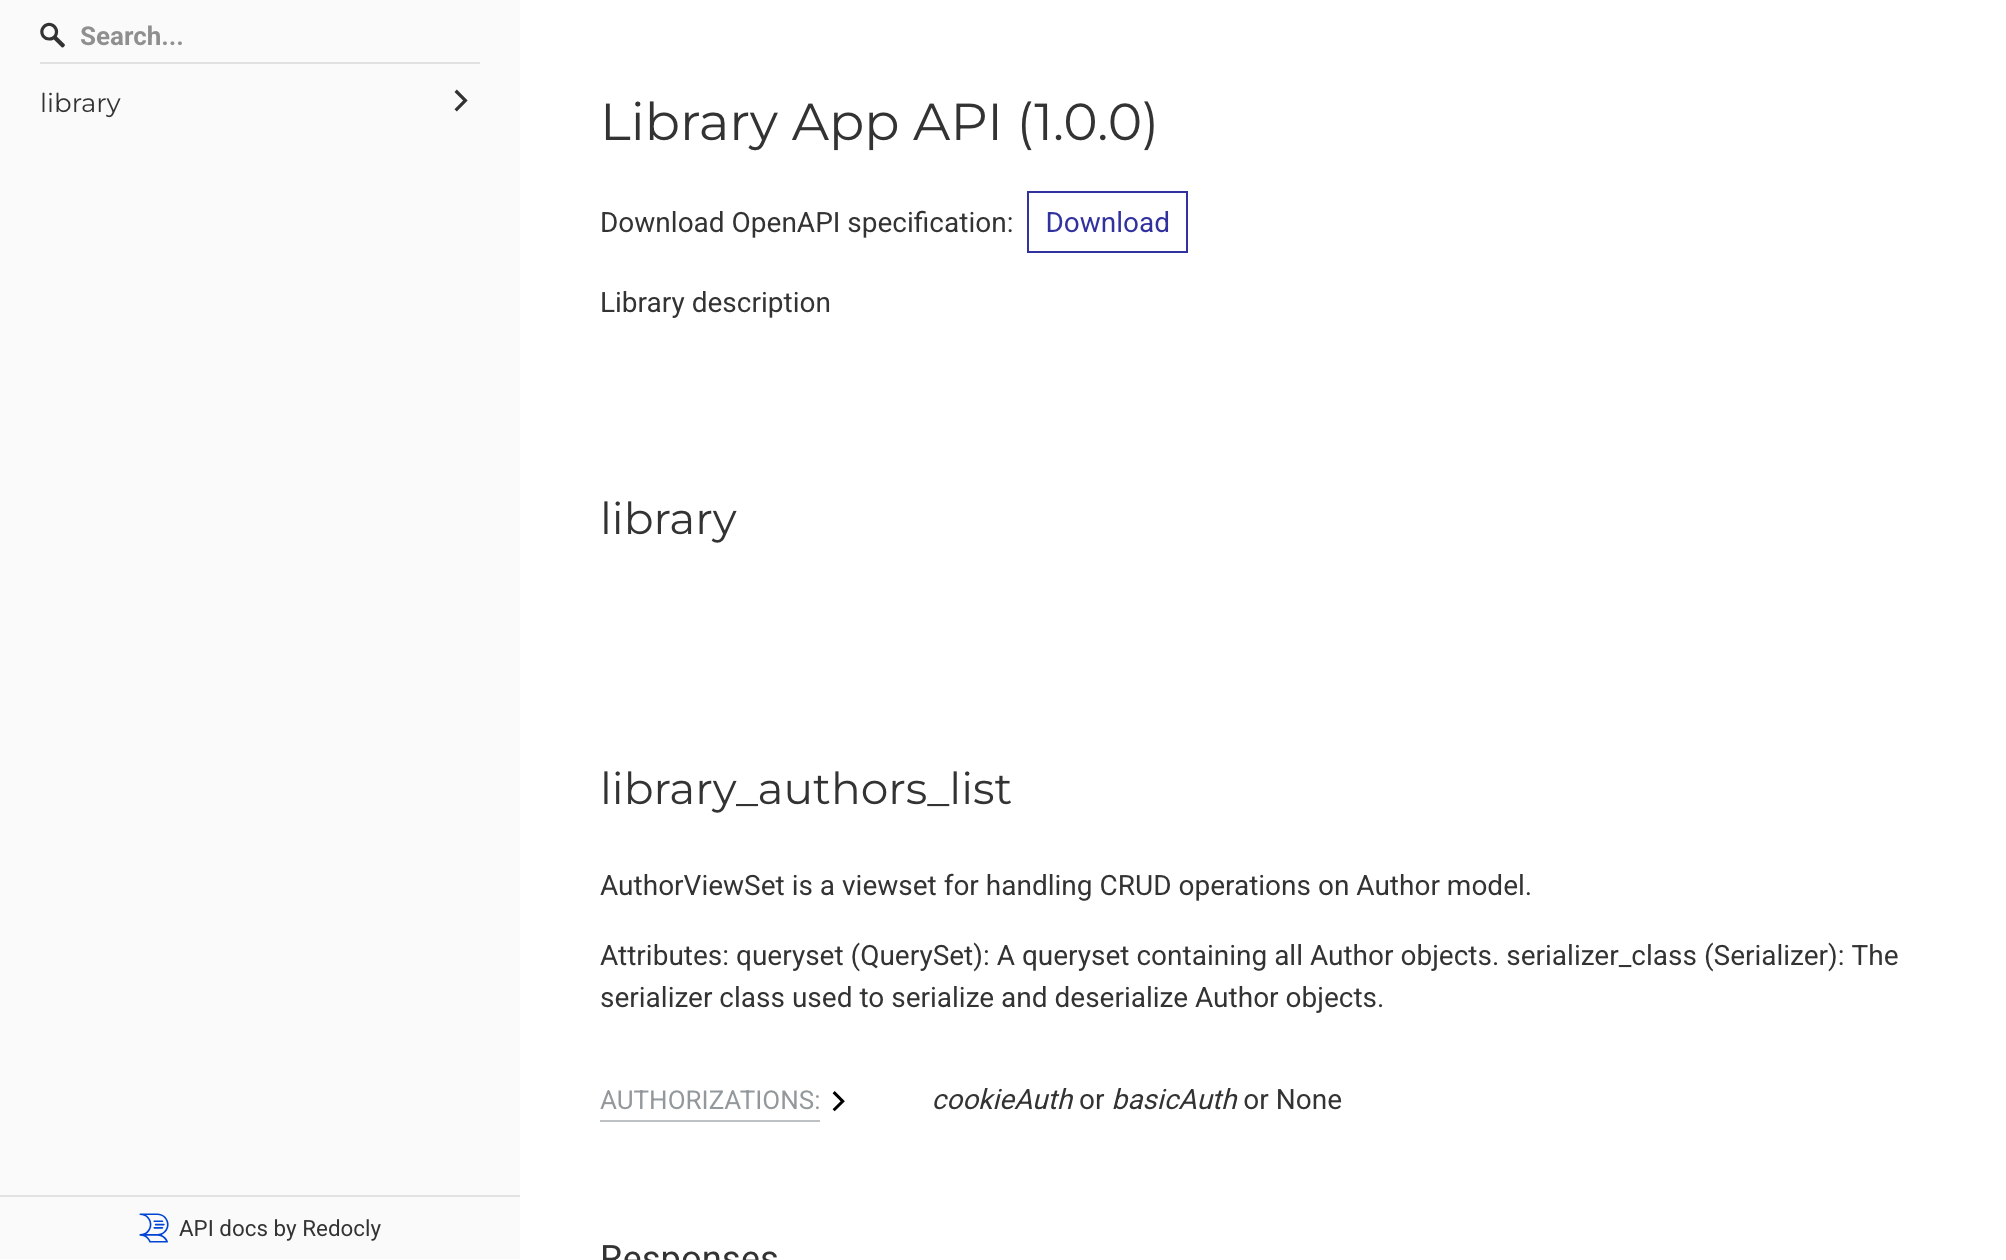 Search...
library
Library App API (1.0.0)
Download OpenAPI specification: Download
Library description
library
library_authors_list
AuthorViewSet is a viewset for handling CRUD operations on Author model.
Attributes: queryset (QuerySet): A queryset containing all Author objects. serializer_class (Serializer): The
serializer class used to serialize and deserialize Author objects.
AUTHORIZATIONS: cookieAuth or basicAuth or None
API docs by Redocly
Responses